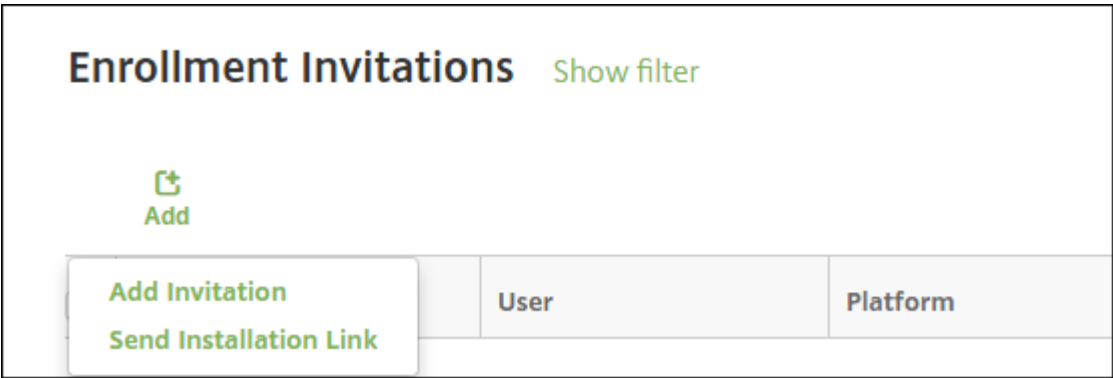 Enrollment Invitations Show filter
Add
Add Invitation
User Platform
Send Installation Link